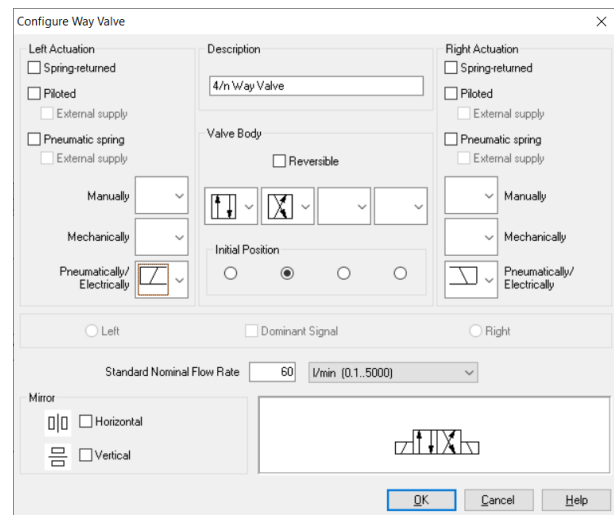 Configure Way Valve
Left Actuation
Spring-returned
Piloted
External supply
Pneumatic spring
External supply
Manually
Mechanically
Pneumatically/
Electrically
Description
4/n Way Valve
Valve Body
Reversible
Initial Position
Right Actuation
Spring-returned
Piloted
External supply
Pneumatic spring
External supply
Manually
Mechanically
Pneumatically/
Electrically
Left
Dominant Signal
Right
Standard Nominal Flow Rate 60 l/min (0.1..5000)
Mirror
Horizontal
Vertical
OK
Cancel
Help